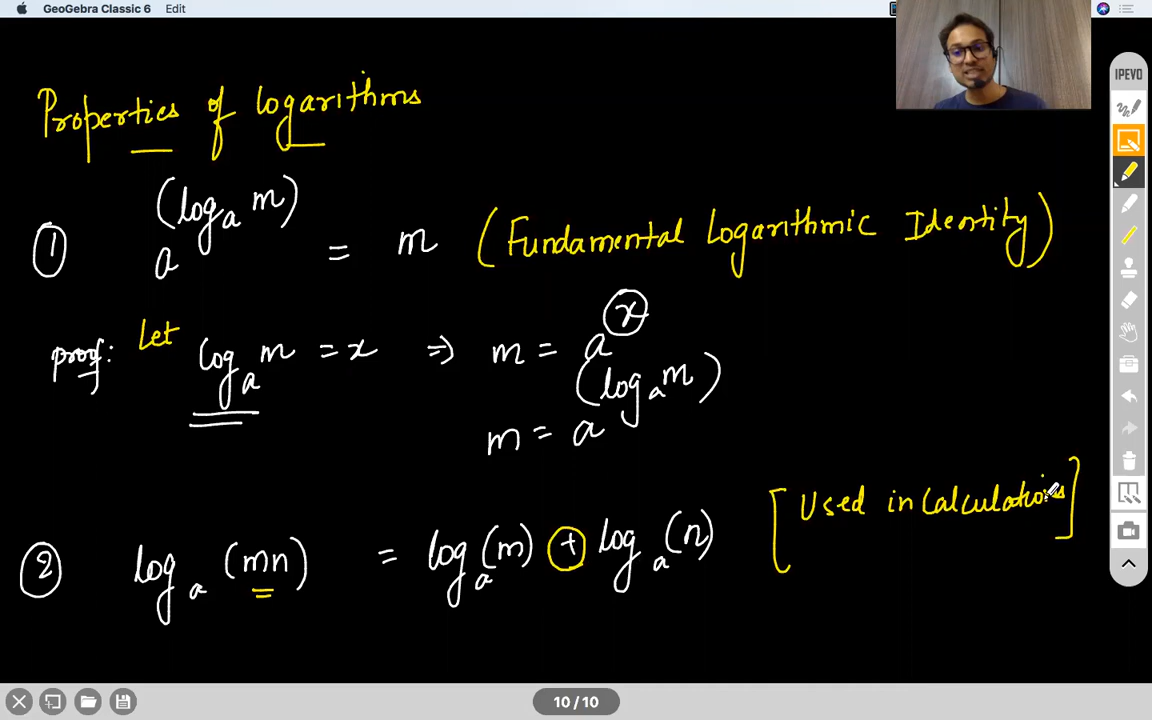 GeoGebra Classic 6 Edit
IPEVO
Properties of logarithms
① a^(log_a m) = m (Fundamental Logarithmic Identity)
proof: Let log_a m = x ⇒ m = a^x
m = a^(log_a m)
② log_a (mn) = log_a (m) + log_a (n) [Used in Calculations]
10/10